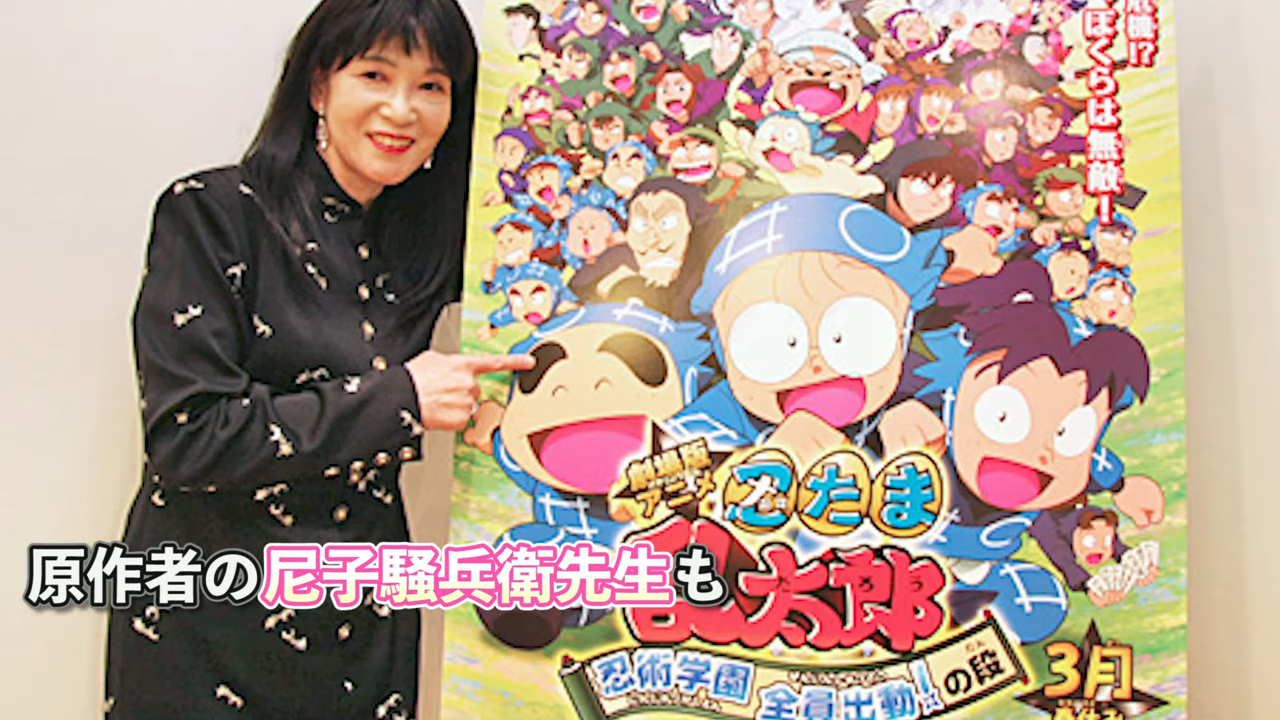 危機!?
ぼくらは無敵！
劇場版
アニメ
忍たま
乱太郎
忍術学園 全員出動！の段
だん
3月
原作者の尼子騒兵衛先生も